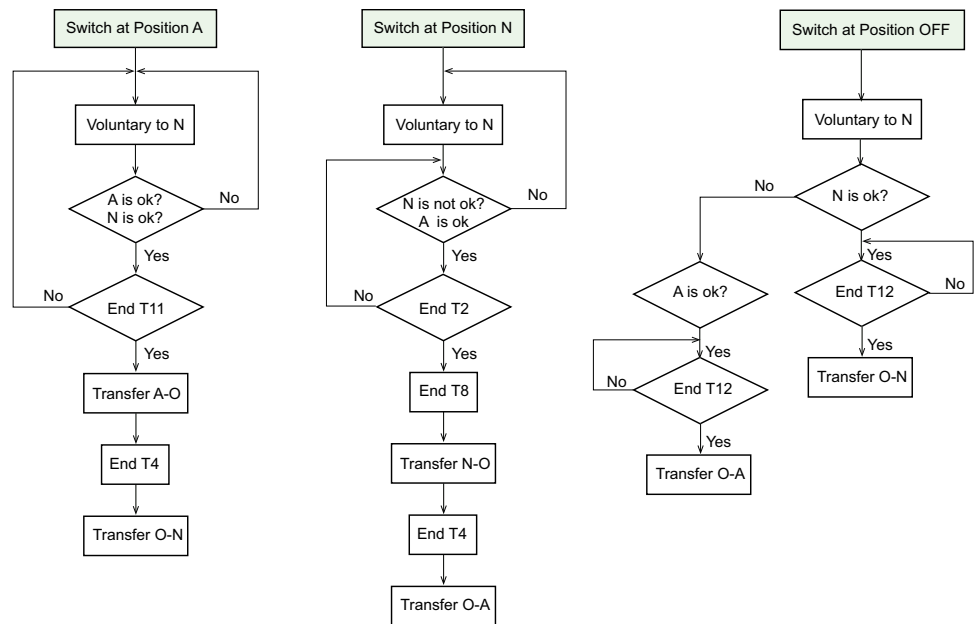 Switch at Position A
Voluntary to N
A is ok?
N is ok?
No
Yes
No
End T11
Yes
Transfer A-O
End T4
Transfer O-N
Switch at Position N
Voluntary to N
N is not ok?
A is ok
No
Yes
No
End T2
Yes
End T8
Transfer N-O
End T4
Transfer O-A
Switch at Position OFF
Voluntary to N
No
N is ok?
Yes
End T12
No
Yes
Transfer O-N
A is ok?
Yes
No
End T12
Yes
Transfer O-A